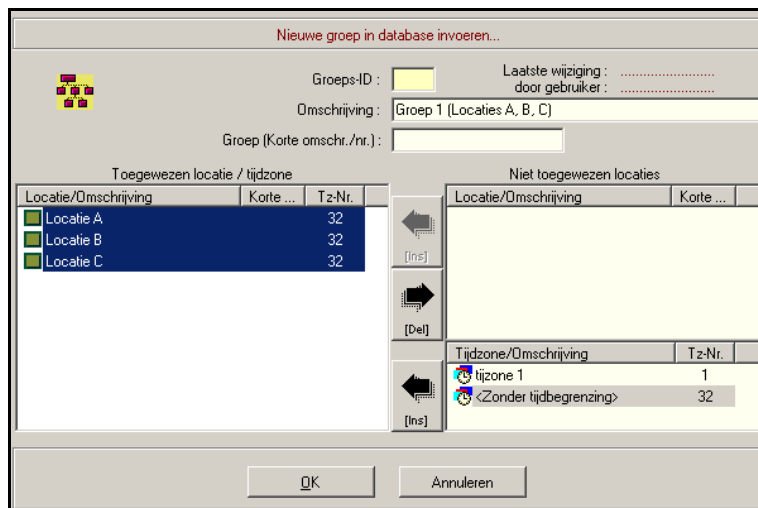 Nieuwe groep in database invoeren...
Groeps-ID :
Laatste wijziging : ........................
door gebruiker : ........................
Omschrijving : Groep 1 (Locaties A, B, C)
Groep (Korte omschr./nr.) :
Toegewezen locatie / tijdzone
Locatie/Omschrijving Korte ... Tz-Nr.
Locatie A 32
Locatie B 32
Locatie C 32
[Ins]
[Del]
[Ins]
Niet toegewezen locaties
Locatie/Omschrijving Korte ...
Tijdzone/Omschrijving Tz-Nr.
tijzone 1 1
<Zonder tijdbegrenzing> 32
OK Annuleren